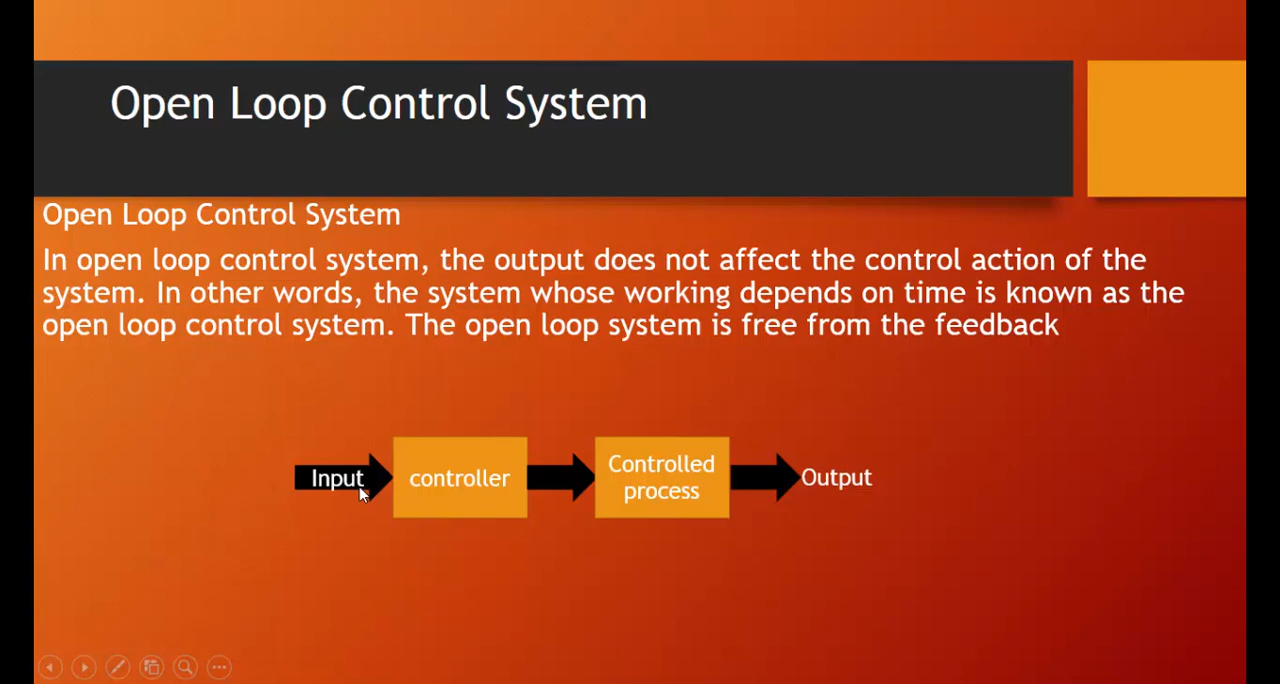 Open Loop Control System
Open Loop Control System
In open loop control system, the output does not affect the control action of the
system. In other words, the system whose working depends on time is known as the
open loop control system. The open loop system is free from the feedback
Input
controller
Controlled
process
Output